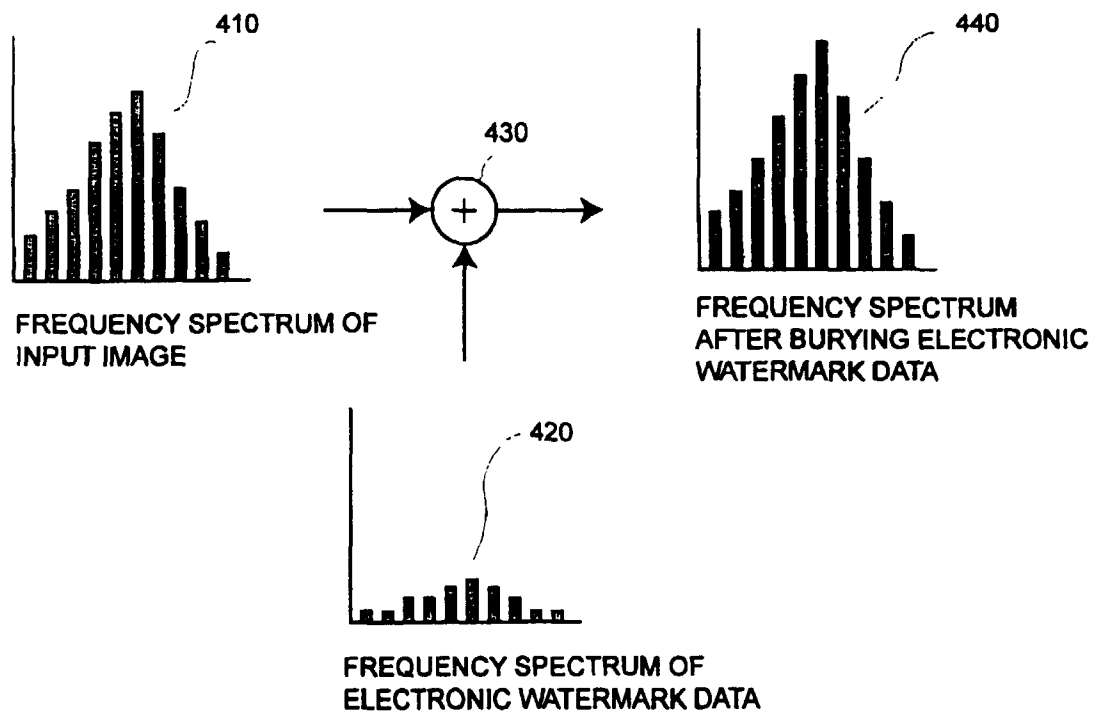 410
440
430
+
FREQUENCY SPECTRUM OF
INPUT IMAGE
FREQUENCY SPECTRUM
AFTER BURYING ELECTRONIC
WATERMARK DATA
420
FREQUENCY SPECTRUM OF
ELECTRONIC WATERMARK DATA